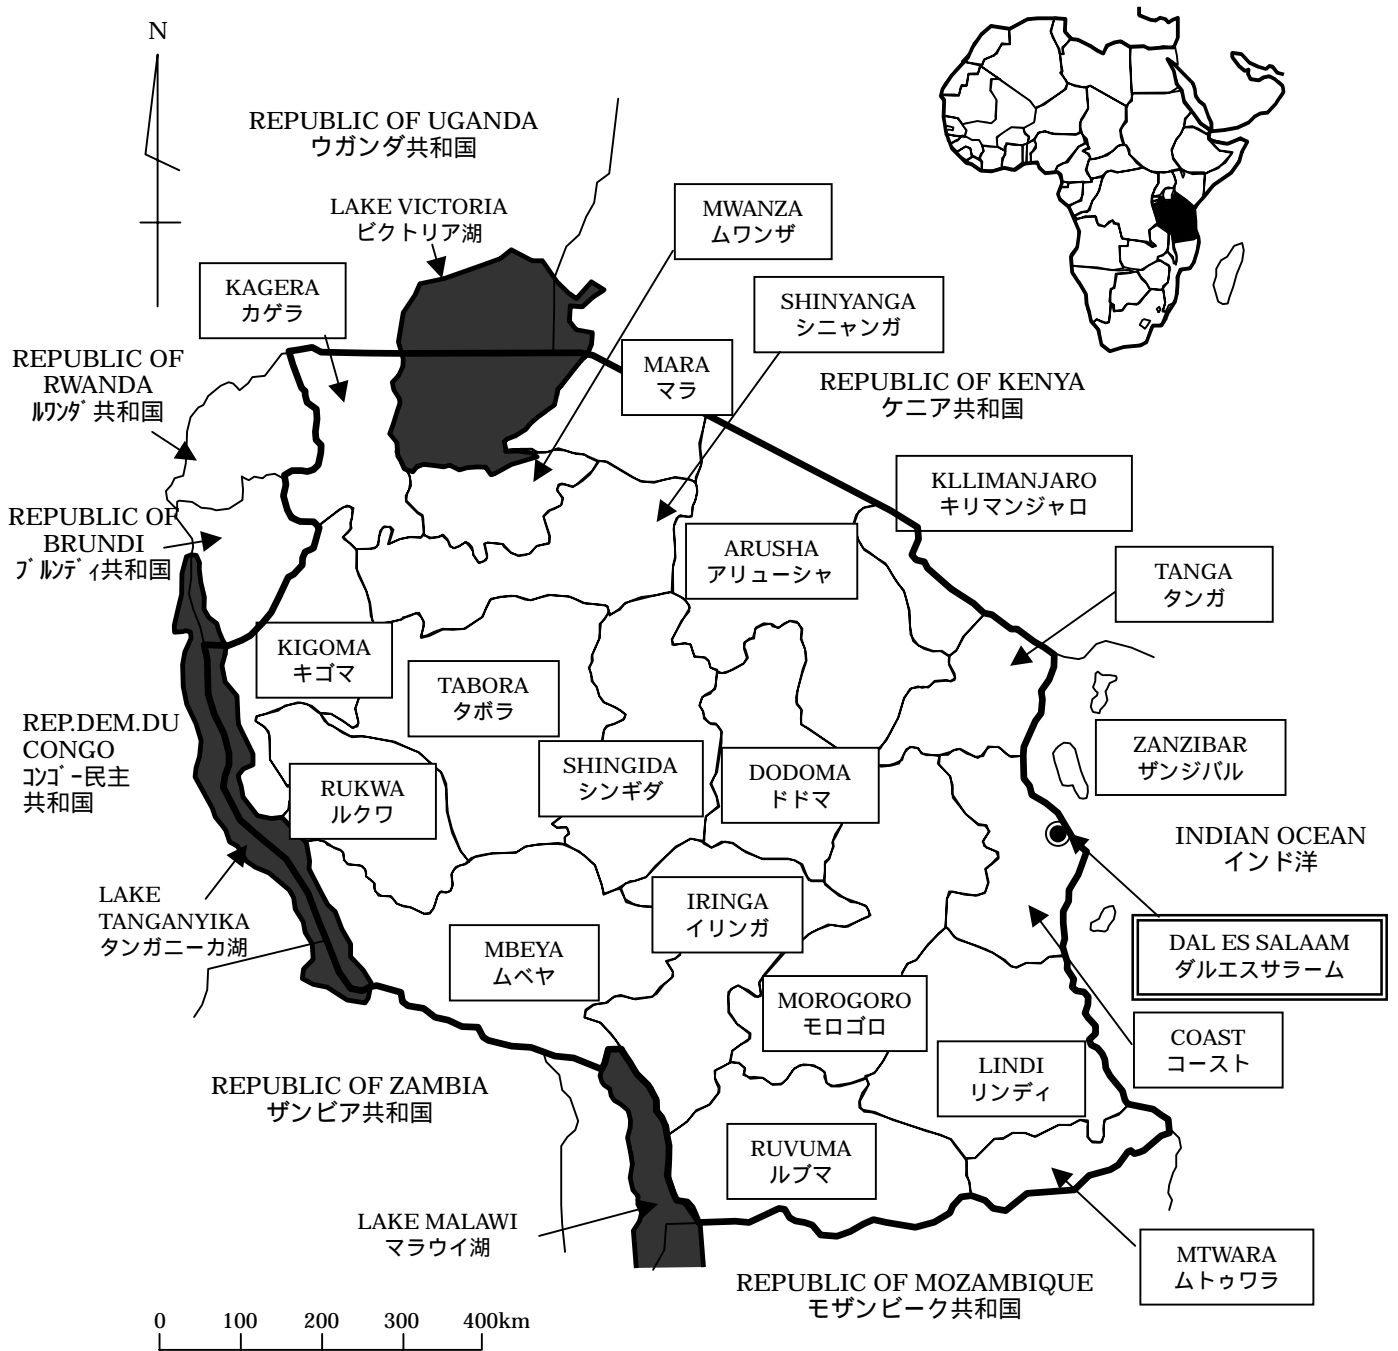 N
REPUBLIC OF UGANDA
ウガンダ共和国
LAKE VICTORIA
ビクトリア湖
MWANZA
ムワンザ
KAGERA
カゲラ
SHINYANGA
シニャンガ
REPUBLIC OF
RWANDA
ﾙﾜﾝﾀﾞ共和国
MARA
マラ
REPUBLIC OF KENYA
ケニア共和国
KLLIMANJARO
キリマンジャロ
REPUBLIC OF
BRUNDI
ﾌﾞﾙﾝﾃﾞｨ共和国
ARUSHA
アリューシャ
TANGA
タンガ
KIGOMA
キゴマ
TABORA
タボラ
REP.DEM.DU
CONGO
ｺﾝｺﾞｰ民主
共和国
SHINGIDA
シンギダ
DODOMA
ドドマ
ZANZIBAR
ザンジバル
RUKWA
ルクワ
INDIAN OCEAN
インド洋
LAKE
TANGANYIKA
タンガニーカ湖
IRINGA
イリンガ
MBEYA
ムベヤ
DAL ES SALAAM
ダルエスサラーム
MOROGORO
モロゴロ
COAST
コースト
LINDI
リンディ
REPUBLIC OF ZAMBIA
ザンビア共和国
RUVUMA
ルブマ
LAKE MALAWI
マラウイ湖
MTWARA
ムトゥワラ
REPUBLIC OF MOZAMBIQUE
モザンビーク共和国
0 100 200 300 400km